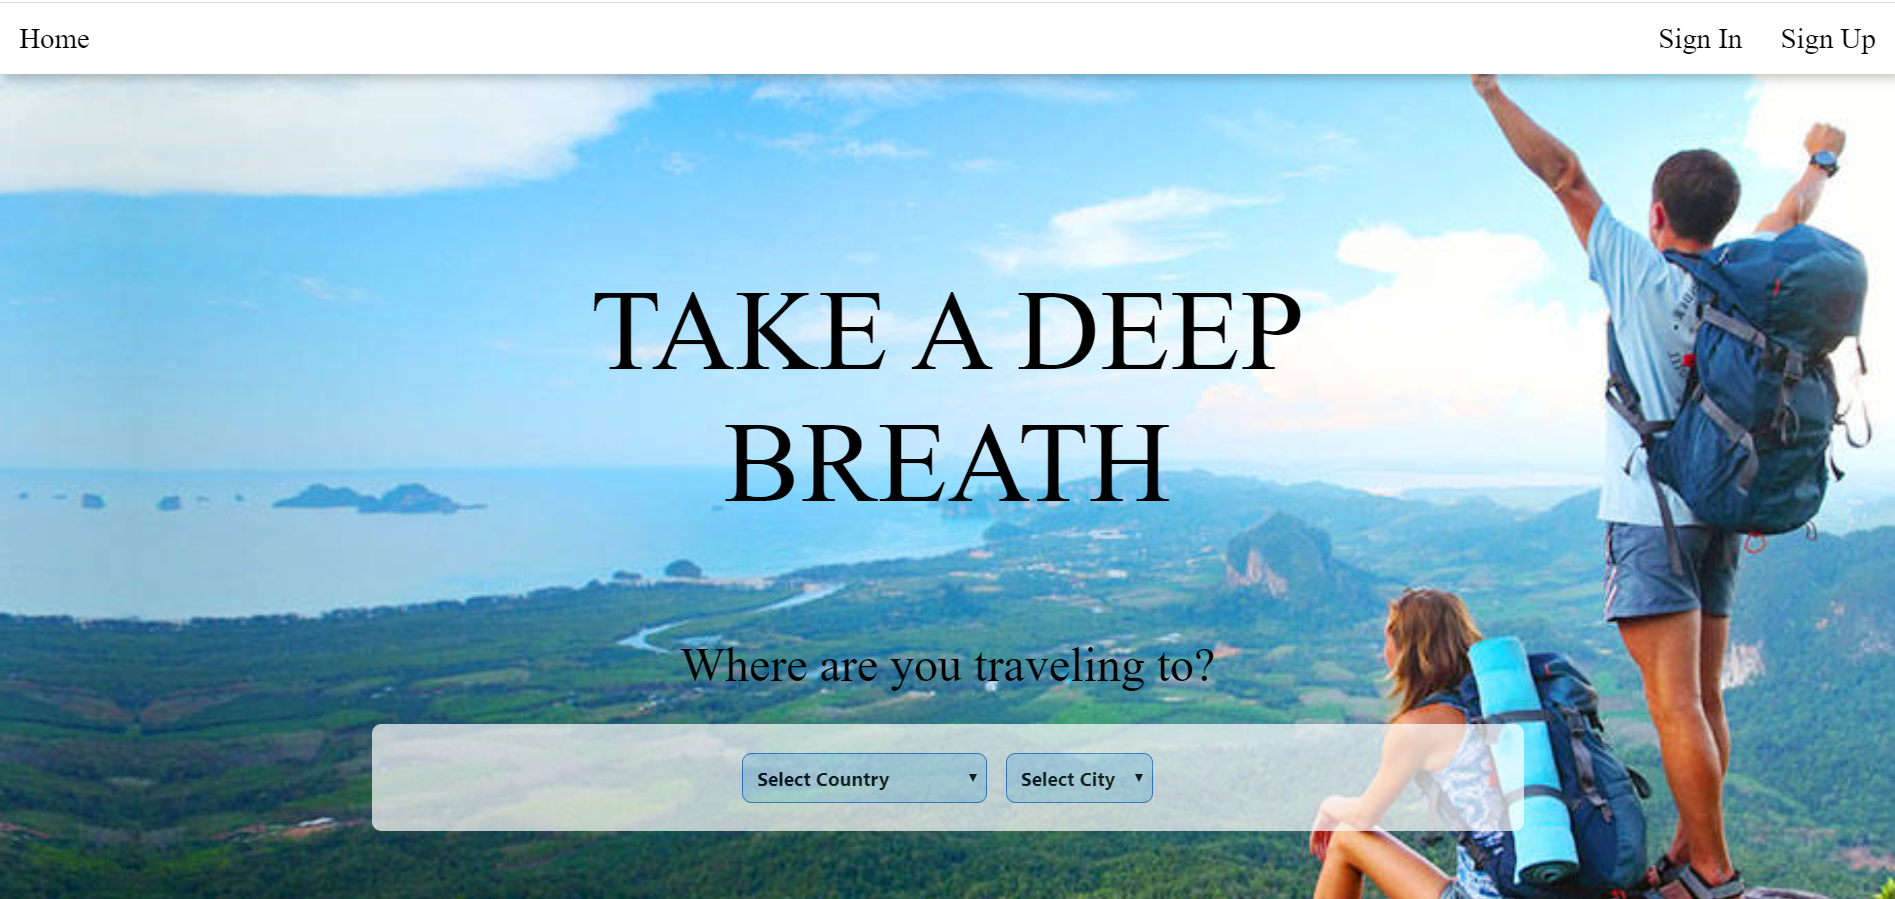 Home Sign In Sign Up
TAKE A DEEP
BREATH
Where are you traveling to?
Select Country Select City